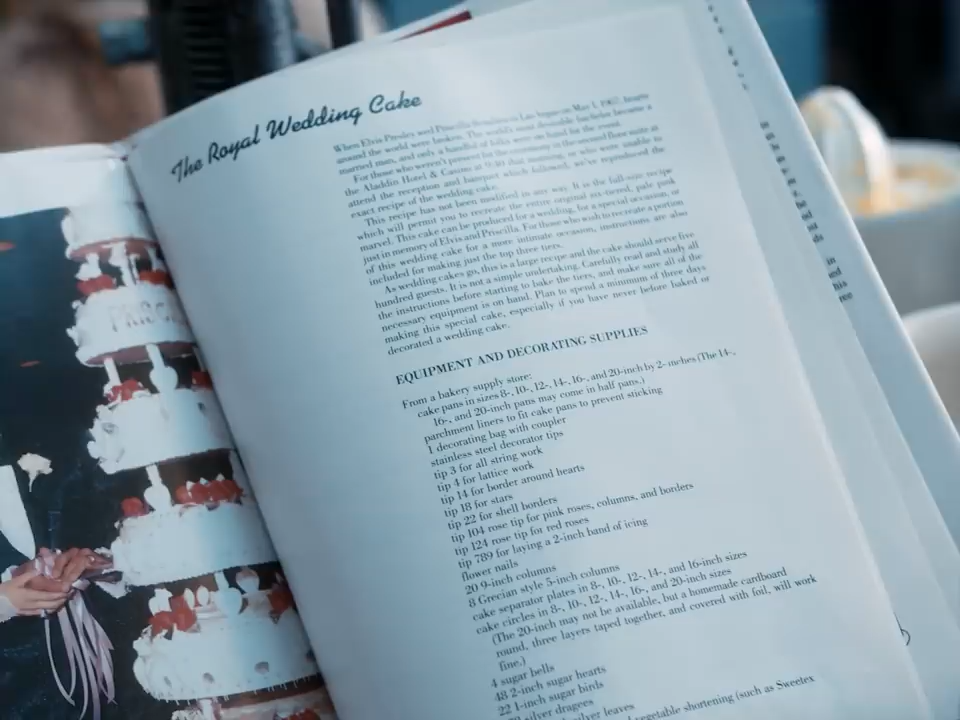 The Royal Wedding Cake
When Elvis Presley wed Priscilla Beaulieu in Las Vegas on May 1, 1967, hearts
around the world were broken. The world's most desirable bachelor became a
married man, and only a handful of folks were on hand for the event.
For those who weren't present for the ceremony in the second floor suite at
the Aladdin Hotel & Casino at 9:40 that morning, or who were unable to
attend the reception and banquet which followed, we've reproduced the
exact recipe of the wedding cake.
This recipe has not been modified in any way. It is the full-size recipe
which will permit you to recreate the entire original six-tiered, pale pink
marvel. This cake can be produced for a wedding, for a special occasion, or
just in memory of Elvis and Priscilla. For those who wish to recreate a portion
of this wedding cake for a more intimate occasion, instructions are also
included for making just the top three tiers.
As wedding cakes go, this is a large recipe and the cake should serve five
hundred guests. It is not a simple undertaking. Carefully read and study all
the instructions before starting to bake the tiers, and make sure all of the
necessary equipment is on hand. Plan to spend a minimum of three days
making this special cake, especially if you have never before baked or
decorated a wedding cake.
EQUIPMENT AND DECORATING SUPPLIES
From a bakery supply store:
cake pans in sizes 8-, 10-, 12-, 14-, 16-, and 20-inch by 2-inches (The 14-,
16-, and 20-inch pans may come in half pans.)
parchment liners to fit cake pans to prevent sticking
1 decorating bag with coupler
stainless steel decorator tips
tip 3 for all string work
tip 4 for lattice work
tip 14 for border around hearts
tip 18 for stars
tip 22 for shell borders
tip 104 rose tip for pink roses, columns, and borders
tip 124 rose tip for red roses
tip 789 for laying a 2-inch band of icing
flower nails
20 9-inch columns
8 Grecian style 5-inch columns
cake separator plates in 8-, 10-, 12-, 14-, and 16-inch sizes
cake circles in 8-, 10-, 12-, 14-, 16-, and 20-inch sizes
(The 20-inch may not be available, but a homemade cardboard
round, three layers taped together, and covered with foil, will work
fine.)
4 sugar bells
48 2-inch sugar hearts
22 1-inch sugar birds
silver dragees
silver leaves
vegetable shortening (such as Sweetex